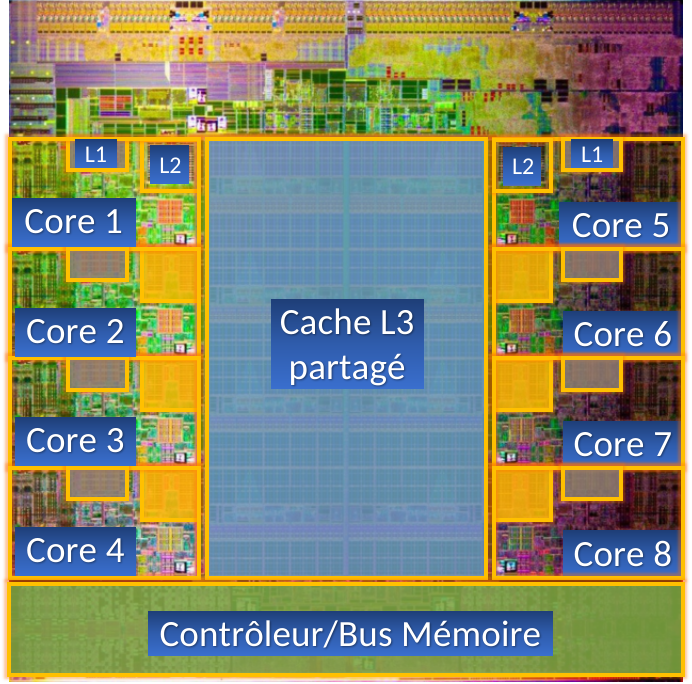 L1
L2
L2
L1
Core 1
Core 5
Core 2
Core 6
Cache L3
partagé
Core 3
Core 7
Core 4
Core 8
Contrôleur/Bus Mémoire